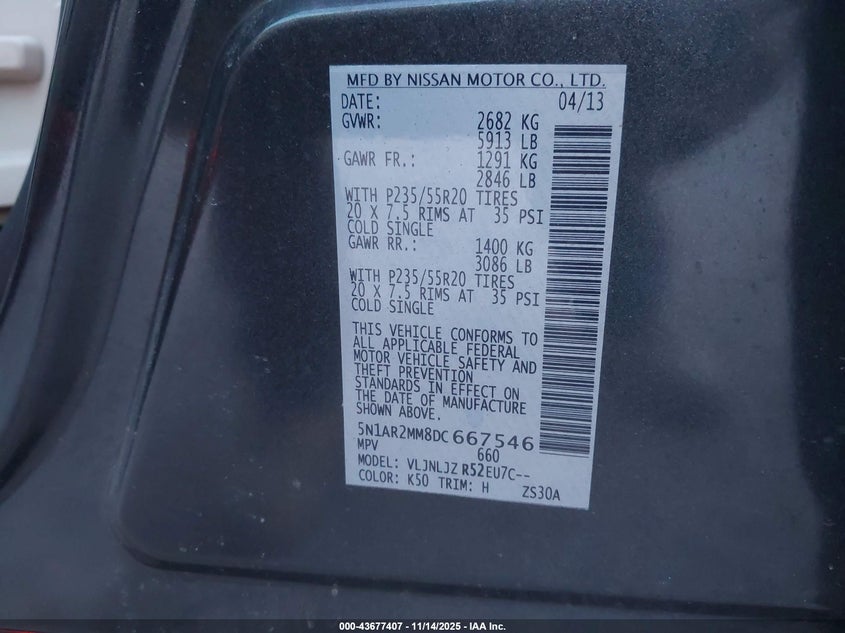 MFD BY NISSAN MOTOR CO., LTD.
DATE: 04/13
GVWR: 2682 KG
5913 LB
GAWR FR.: 1291 KG
2846 LB
WITH P235/55R20 TIRES
20 X 7.5 RIMS AT 35 PSI
COLD SINGLE
GAWR RR.: 1400 KG
3086 LB
WITH P235/55R20 TIRES
20 X 7.5 RIMS AT 35 PSI
COLD SINGLE
THIS VEHICLE CONFORMS TO
ALL APPLICABLE FEDERAL
MOTOR VEHICLE SAFETY AND
THEFT PREVENTION
STANDARDS IN EFFECT ON
THE DATE OF MANUFACTURE
SHOWN ABOVE.
5N1AR2MM8DC667546
MPV 660
MODEL: VLJNLJZ R52EU7C--
COLOR: K50 TRIM: H ZS30A
000-43677407 - 11/14/2025 - IAA Inc.